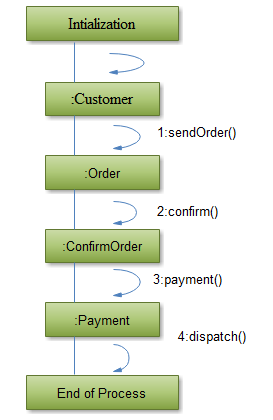 Intialization
:Customer
1:sendOrder()
:Order
2:confirm()
:ConfirmOrder
3:payment()
:Payment
4:dispatch()
End of Process